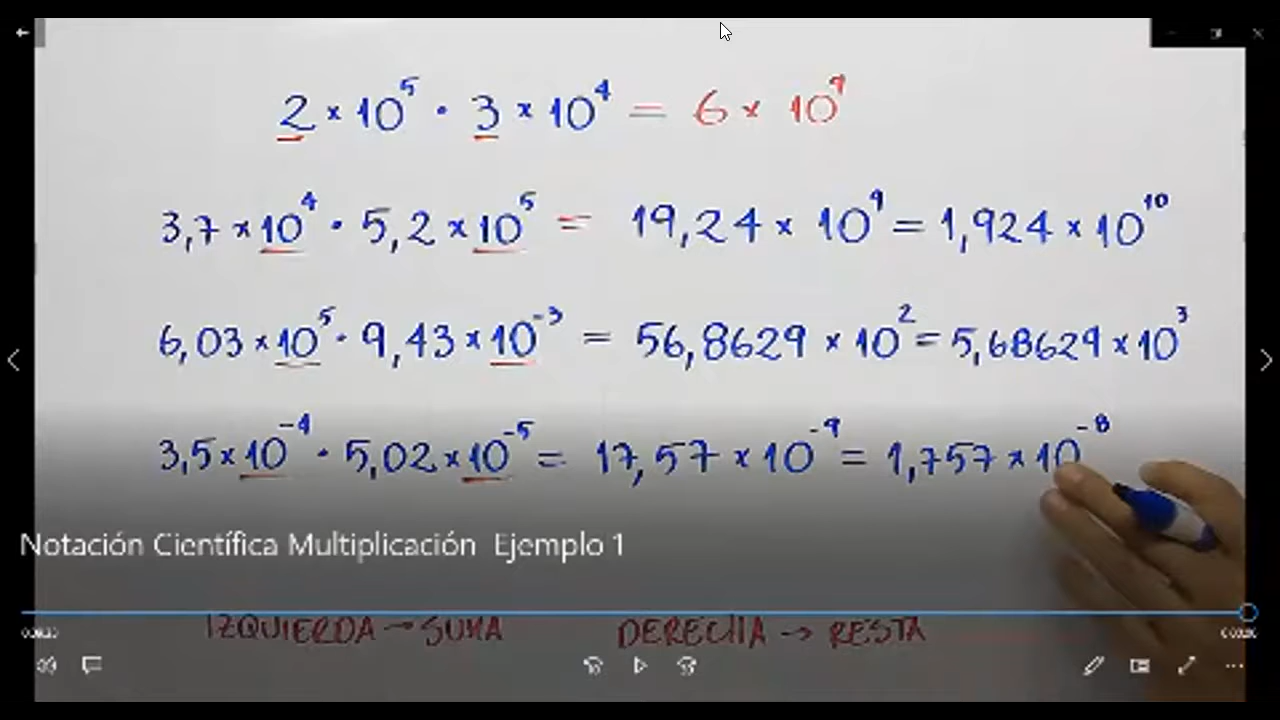 2 × 10⁵ · 3 × 10⁴ = 6 × 10⁹
3,7 × 10⁴ · 5,2 × 10⁵ = 19,24 × 10⁹ = 1,924 × 10¹⁰
6,03 × 10⁵ · 9,43 × 10⁻³ = 56,8629 × 10² = 5,68629 × 10³
3,5 × 10⁻⁴ · 5,02 × 10⁻⁵ = 17,57 × 10⁻⁹ = 1,757 × 10⁻⁸
Notación Científica Multiplicación Ejemplo 1
IZQUIERDA → SUMA DERECHA → RESTA